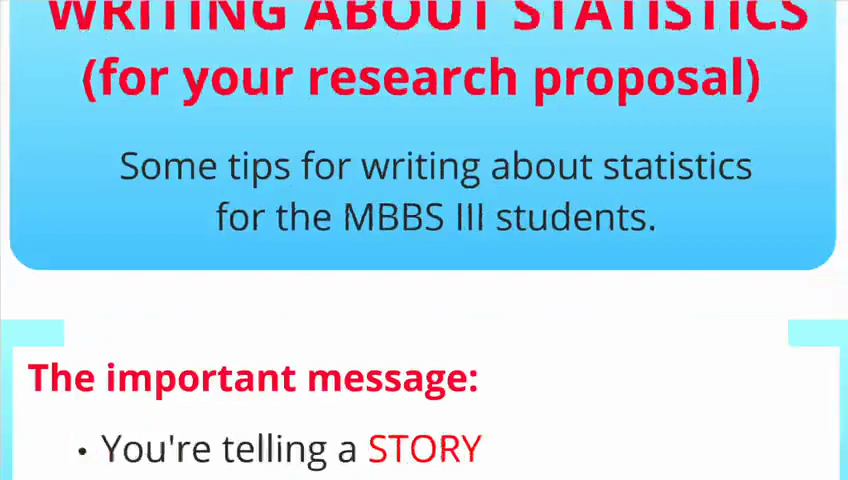 WRITING ABOUT STATISTICS
(for your research proposal)
Some tips for writing about statistics
for the MBBS III students.
The important message:
• You're telling a STORY